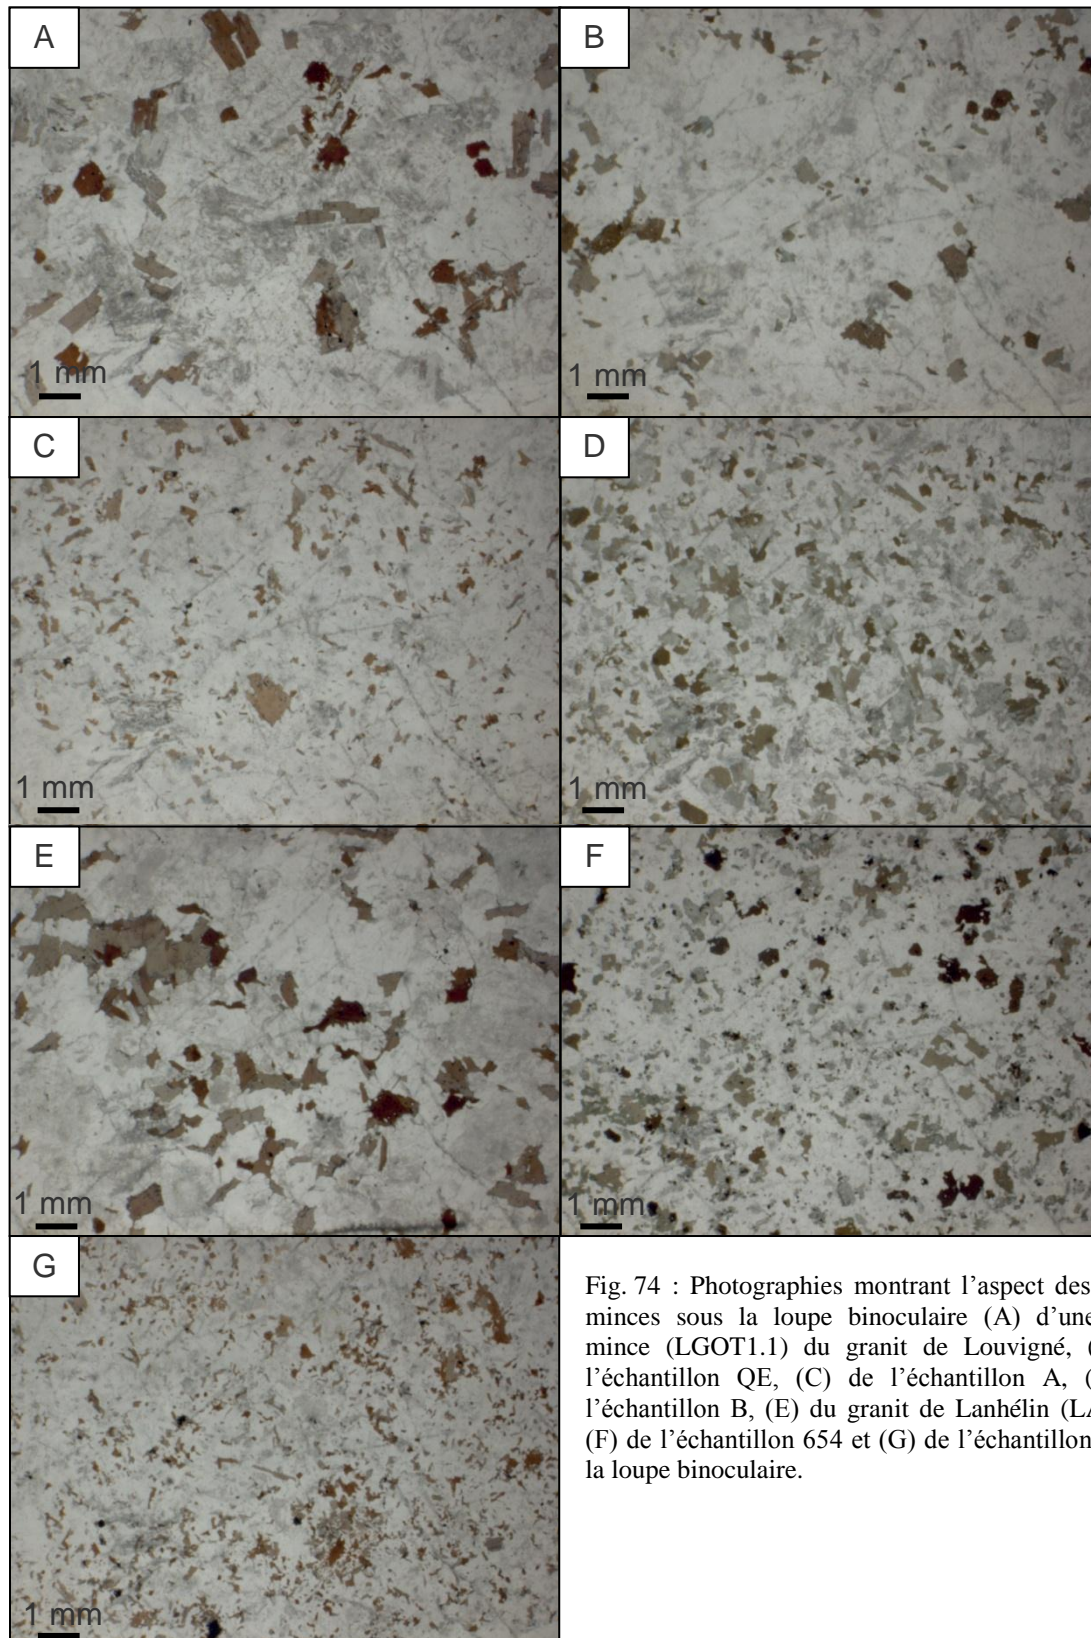 A
B
1 mm
1 mm
C
D
1 mm
1 mm
E
F
1 mm
1 mm
G
1 mm
Fig. 74 : Photographies montrant l’aspect des
minces sous la loupe binoculaire (A) d’une
mince (LGOT1.1) du granit de Louvigné, (
l’échantillon QE, (C) de l’échantillon A, (
l’échantillon B, (E) du granit de Lanhélin (LA
(F) de l’échantillon 654 et (G) de l’échantillon
la loupe binoculaire.